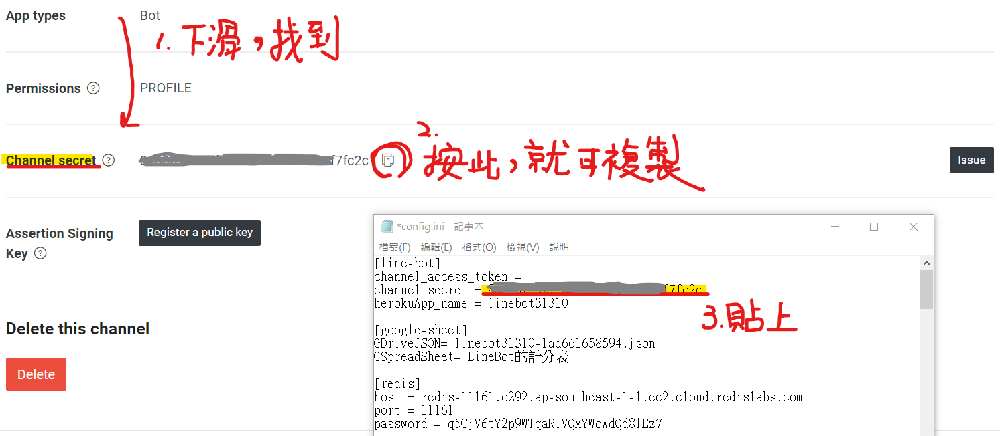 App types Bot
1. 下滑，找到
Permissions ? PROFILE
Channel secret ? f7fc2c
2. 按此，就可複製
Issue
Assertion Signing Key ? Register a public key
Delete this channel
Delete
*config.ini - 記事本
檔案(F) 編輯(E) 格式(O) 檢視(V) 說明
[line-bot]
channel_access_token =
channel_secret = f7fc2c
herokuApp_name = linebot31310
3. 貼上
[google-sheet]
GDriveJSON= linebot31310-1ad661658594.json
GSpreadSheet= LineBot的計分表
[redis]
host = redis-11161.c292.ap-southeast-1-1.ec2.cloud.redislabs.com
port = 11161
password = q5CjV6tY2p9WTqaRlVQMYWcWdQd8lEz7